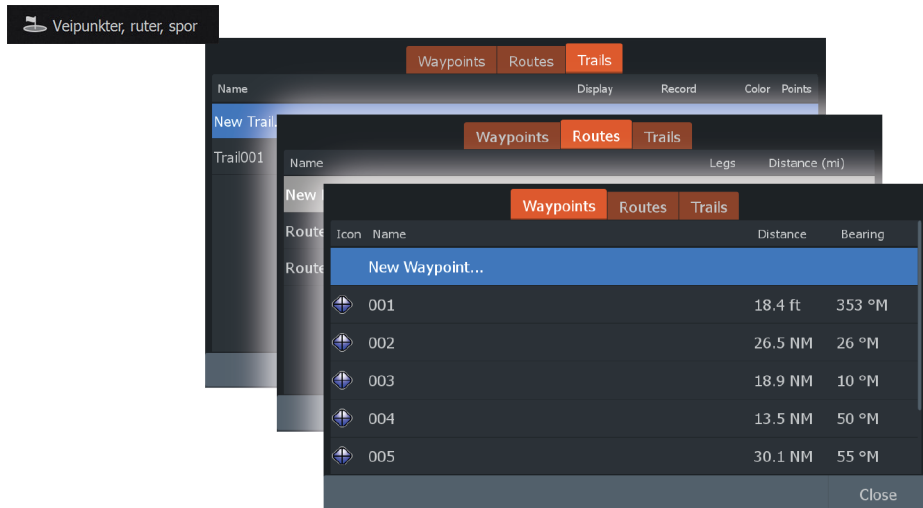 Veipunkter, ruter, spor
Waypoints Routes Trails
Name Display Record Color Points
New Trail.
Trail001
Waypoints Routes Trails
Name Legs Distance (mi)
New
Route
Route
Waypoints Routes Trails
Icon Name Distance Bearing
New Waypoint...
001 18.4 ft 353 °M
002 26.5 NM 26 °M
003 18.9 NM 10 °M
004 13.5 NM 50 °M
005 30.1 NM 55 °M
Close